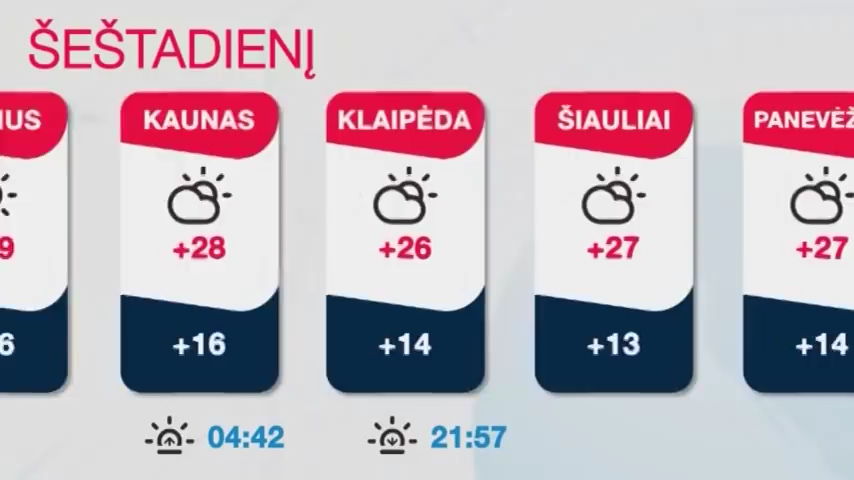 ŠEŠTADIENĮ
KAUNAS KLAIPĖDA ŠIAULIAI
+28 +26 +27 +27
+16 +14 +13 +14
04:42 21:57